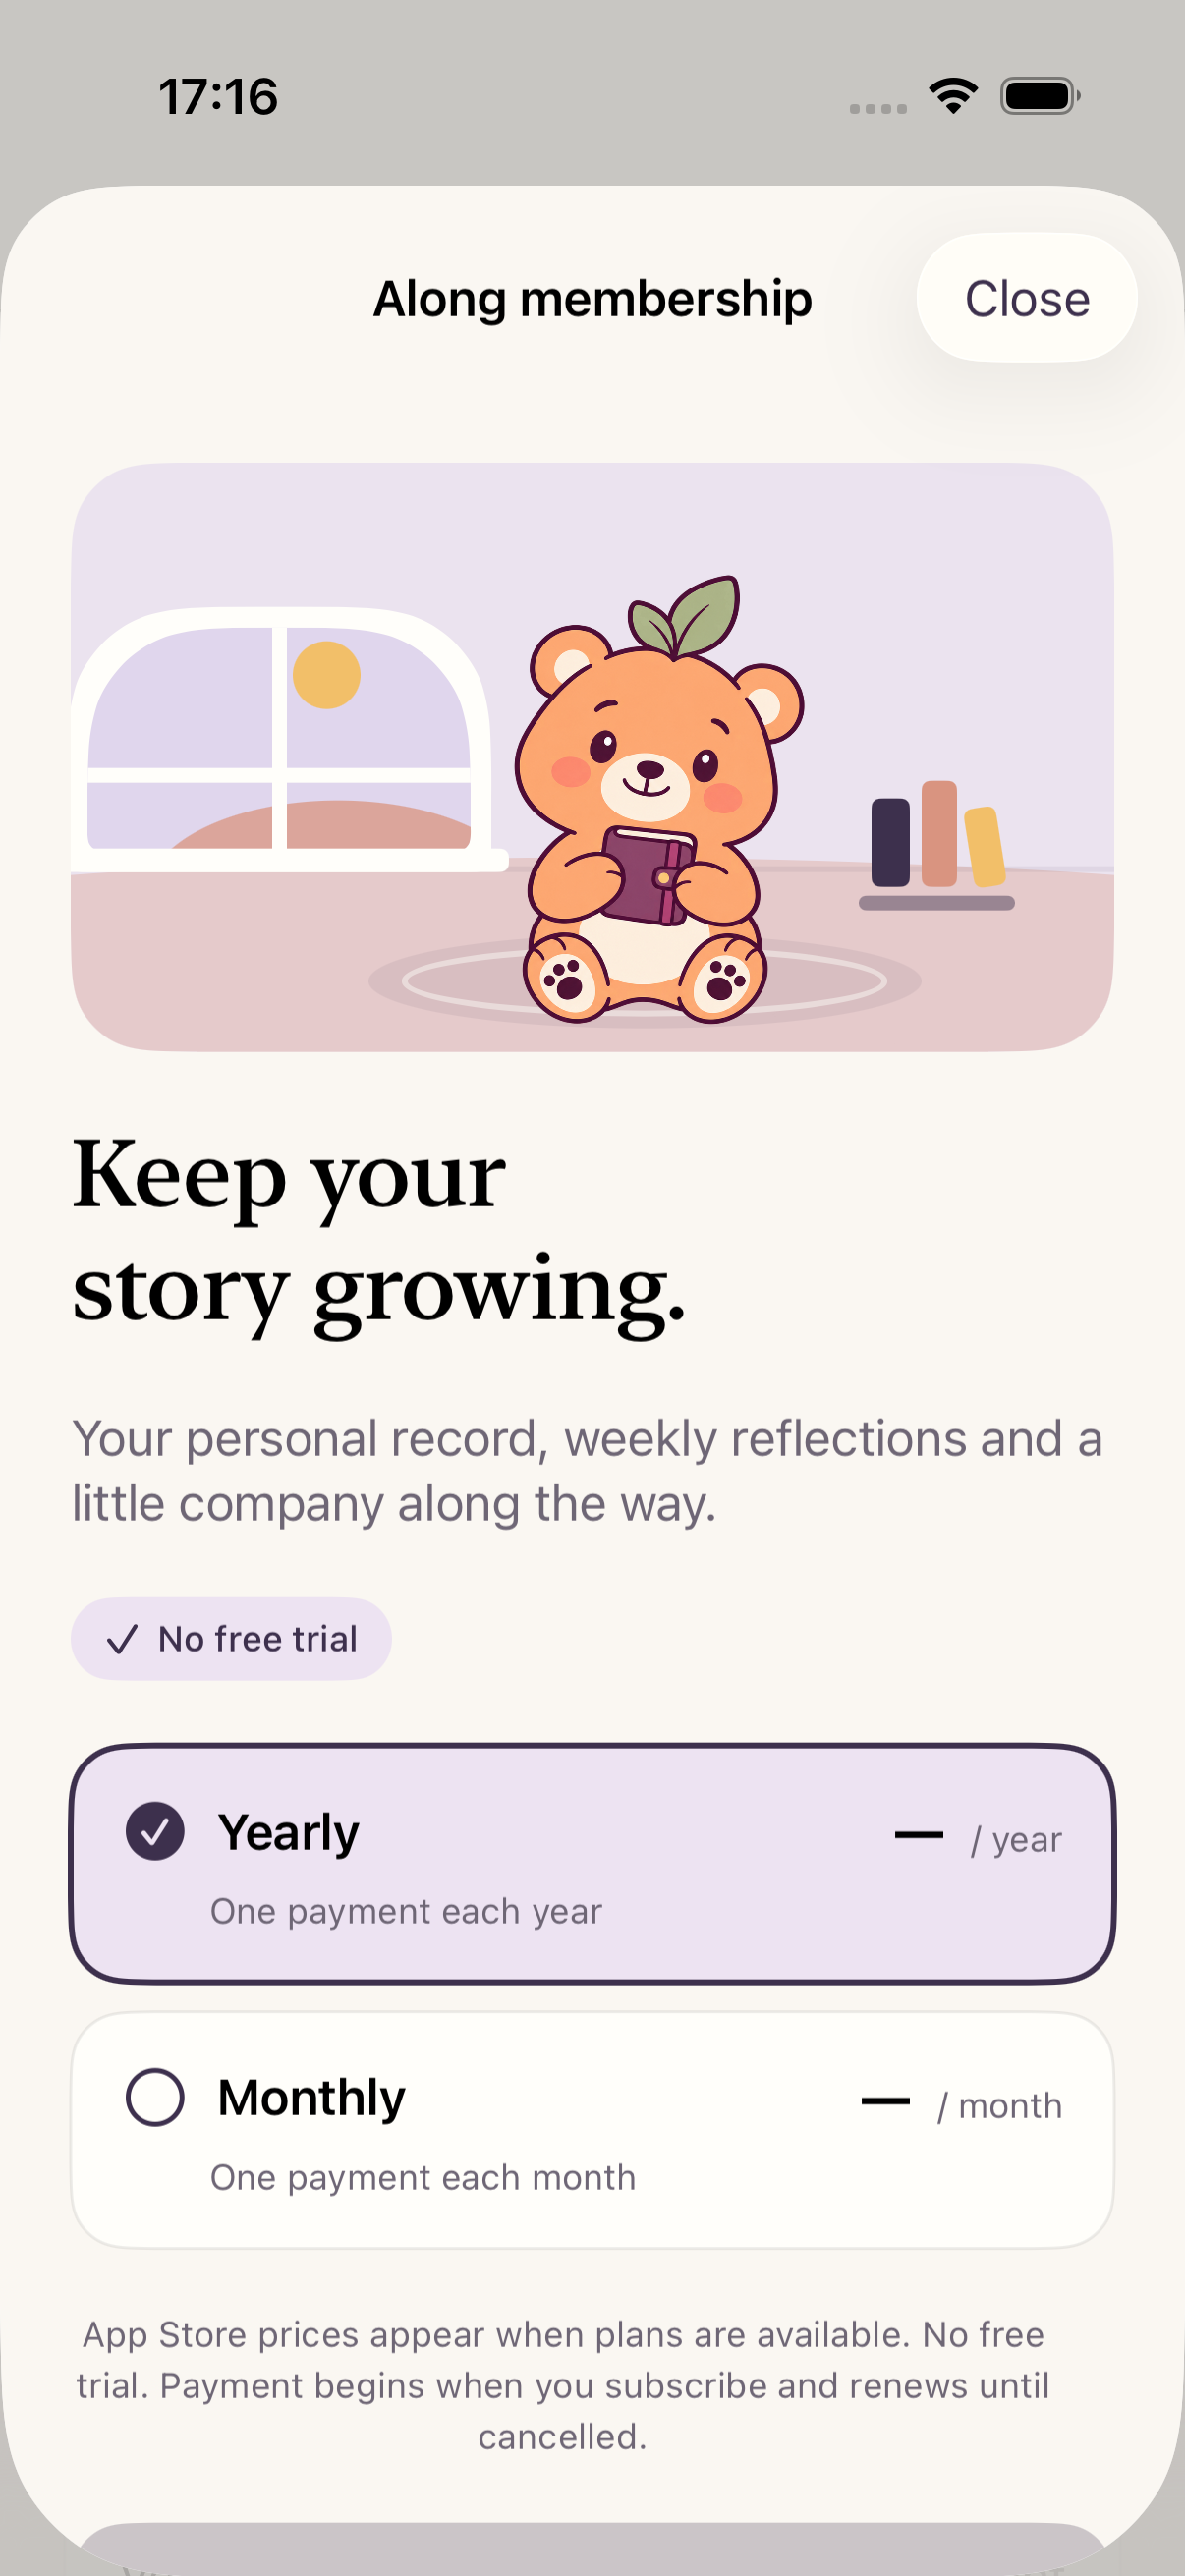 17:16
Along membership
Close
Keep your
story growing.
Your personal record, weekly reflections and a
little company along the way.
No free trial
Yearly
— / year
One payment each year
Monthly
— / month
One payment each month
App Store prices appear when plans are available. No free
trial. Payment begins when you subscribe and renews until
cancelled.